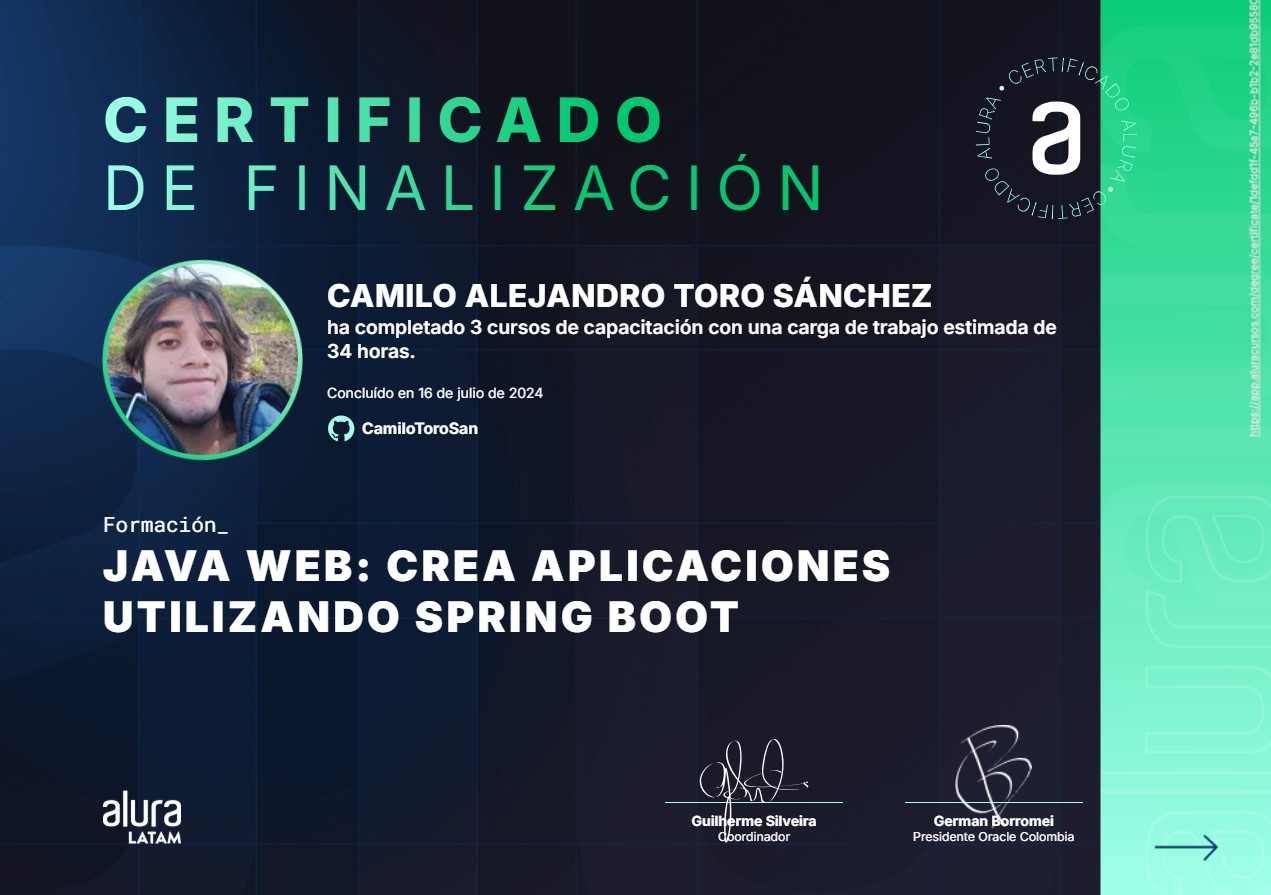 CERTIFICADO
DE FINALIZACIÓN
CERTIFICADO ALURA • CERTIFICADO ALURA •
a
CAMILO ALEJANDRO TORO SÁNCHEZ
ha completado 3 cursos de capacitación con una carga de trabajo estimada de
34 horas.
Concluído en 16 de julio de 2024
CamiloToroSan
Formación_
JAVA WEB: CREA APLICACIONES
UTILIZANDO SPRING BOOT
alura
LATAM
Guilherme Silveira
Coordinador
German Borromei
Presidente Oracle Colombia
alura